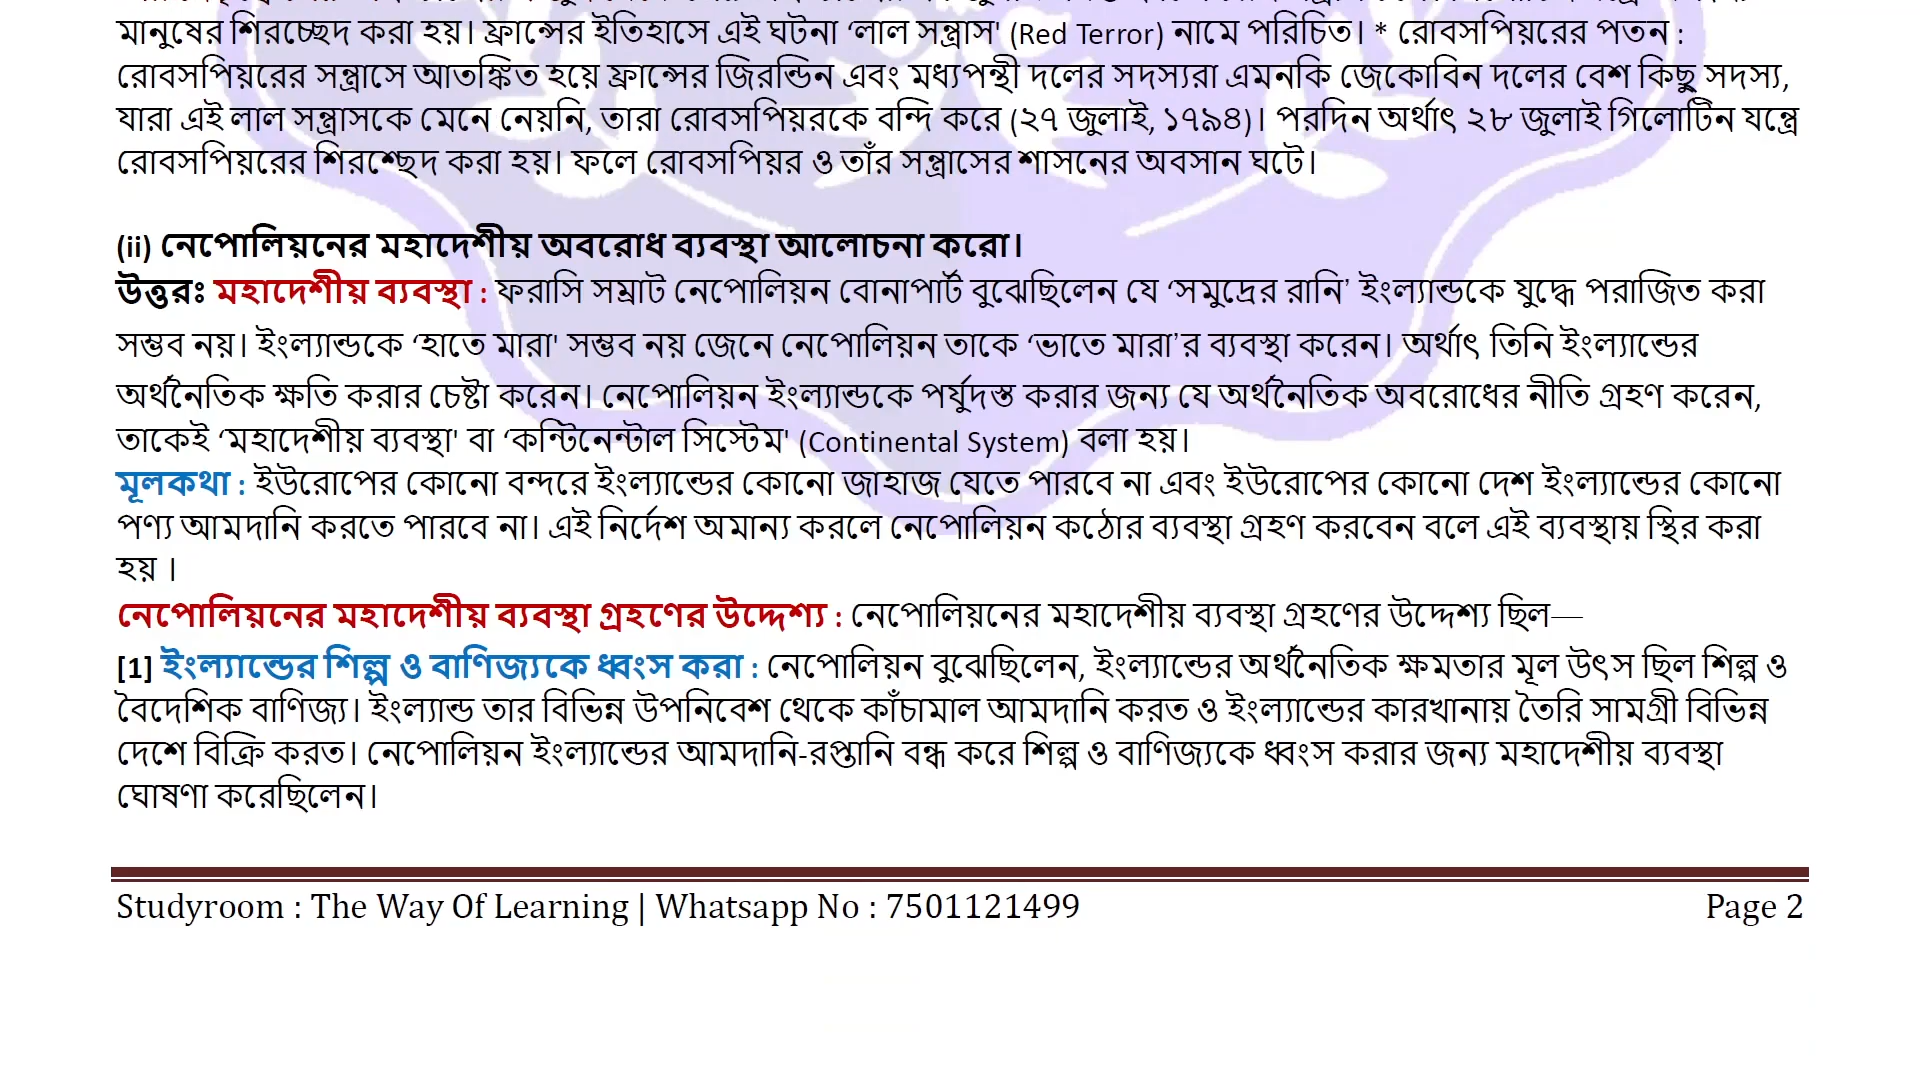 মানুষের শিরচ্ছেদ করা হয়। ফ্রান্সের ইতিহাসে এই ঘটনা ‘লাল সন্ত্রাস' (Red Terror) নামে পরিচিত। * রোবসপিয়রের পতন :
রোবসপিয়রের সন্ত্রাসে আতঙ্কিত হয়ে ফ্রান্সের জিরন্ডিন এবং মধ্যপন্থী দলের সদস্যরা এমনকি জেকোবিন দলের বেশ কিছু সদস্য,
যারা এই লাল সন্ত্রাসকে মেনে নেয়নি, তারা রোবসপিয়রকে বন্দি করে (২৭ জুলাই, ১৭৯৪)। পরদিন অর্থাৎ ২৮ জুলাই গিলোটিন যন্ত্রে
রোবসপিয়রের শিরশ্ছেদ করা হয়। ফলে রোবসপিয়র ও তাঁর সন্ত্রাসের শাসনের অবসান ঘটে।
(ii) নেপোলিয়নের মহাদেশীয় অবরোধ ব্যবস্থা আলোচনা করো।
উত্তরঃ মহাদেশীয় ব্যবস্থা : ফরাসি সম্রাট নেপোলিয়ন বোনাপার্ট বুঝেছিলেন যে ‘সমুদ্রের রানি’ ইংল্যান্ডকে যুদ্ধে পরাজিত করা
সম্ভব নয়। ইংল্যান্ডকে ‘হাতে মারা' সম্ভব নয় জেনে নেপোলিয়ন তাকে ‘ভাতে মারা’র ব্যবস্থা করেন। অর্থাৎ তিনি ইংল্যান্ডের
অর্থনৈতিক ক্ষতি করার চেষ্টা করেন। নেপোলিয়ন ইংল্যান্ডকে পর্যুদস্ত করার জন্য যে অর্থনৈতিক অবরোধের নীতি গ্রহণ করেন,
তাকেই ‘মহাদেশীয় ব্যবস্থা' বা ‘কন্টিনেন্টাল সিস্টেম' (Continental System) বলা হয়।
মূলকথা : ইউরোপের কোনো বন্দরে ইংল্যান্ডের কোনো জাহাজ যেতে পারবে না এবং ইউরোপের কোনো দেশ ইংল্যান্ডের কোনো
পণ্য আমদানি করতে পারবে না। এই নির্দেশ অমান্য করলে নেপোলিয়ন কঠোর ব্যবস্থা গ্রহণ করবেন বলে এই ব্যবস্থায় স্থির করা
হয় ।
নেপোলিয়নের মহাদেশীয় ব্যবস্থা গ্রহণের উদ্দেশ্য : নেপোলিয়নের মহাদেশীয় ব্যবস্থা গ্রহণের উদ্দেশ্য ছিল—
[1] ইংল্যান্ডের শিল্প ও বাণিজ্যকে ধ্বংস করা : নেপোলিয়ন বুঝেছিলেন, ইংল্যান্ডের অর্থনৈতিক ক্ষমতার মূল উৎস ছিল শিল্প ও
বৈদেশিক বাণিজ্য। ইংল্যান্ড তার বিভিন্ন উপনিবেশ থেকে কাঁচামাল আমদানি করত ও ইংল্যান্ডের কারখানায় তৈরি সামগ্রী বিভিন্ন
দেশে বিক্রি করত। নেপোলিয়ন ইংল্যান্ডের আমদানি-রপ্তানি বন্ধ করে শিল্প ও বাণিজ্যকে ধ্বংস করার জন্য মহাদেশীয় ব্যবস্থা
ঘোষণা করেছিলেন।
Studyroom : The Way Of Learning | Whatsapp No : 7501121499 Page 2